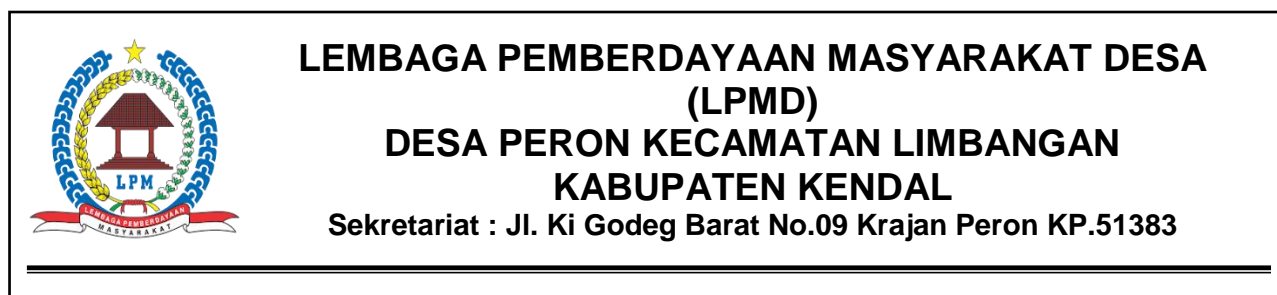 LEMBAGA PEMBERDAYAAN MASYARAKAT DESA
(LPMD)
DESA PERON KECAMATAN LIMBANGAN
KABUPATEN KENDAL
Sekretariat : Jl. Ki Godeg Barat No.09 Krajan Peron KP.51383
LPM
LEMBAGA PEMBERDAYAAN
MASYARAKAT